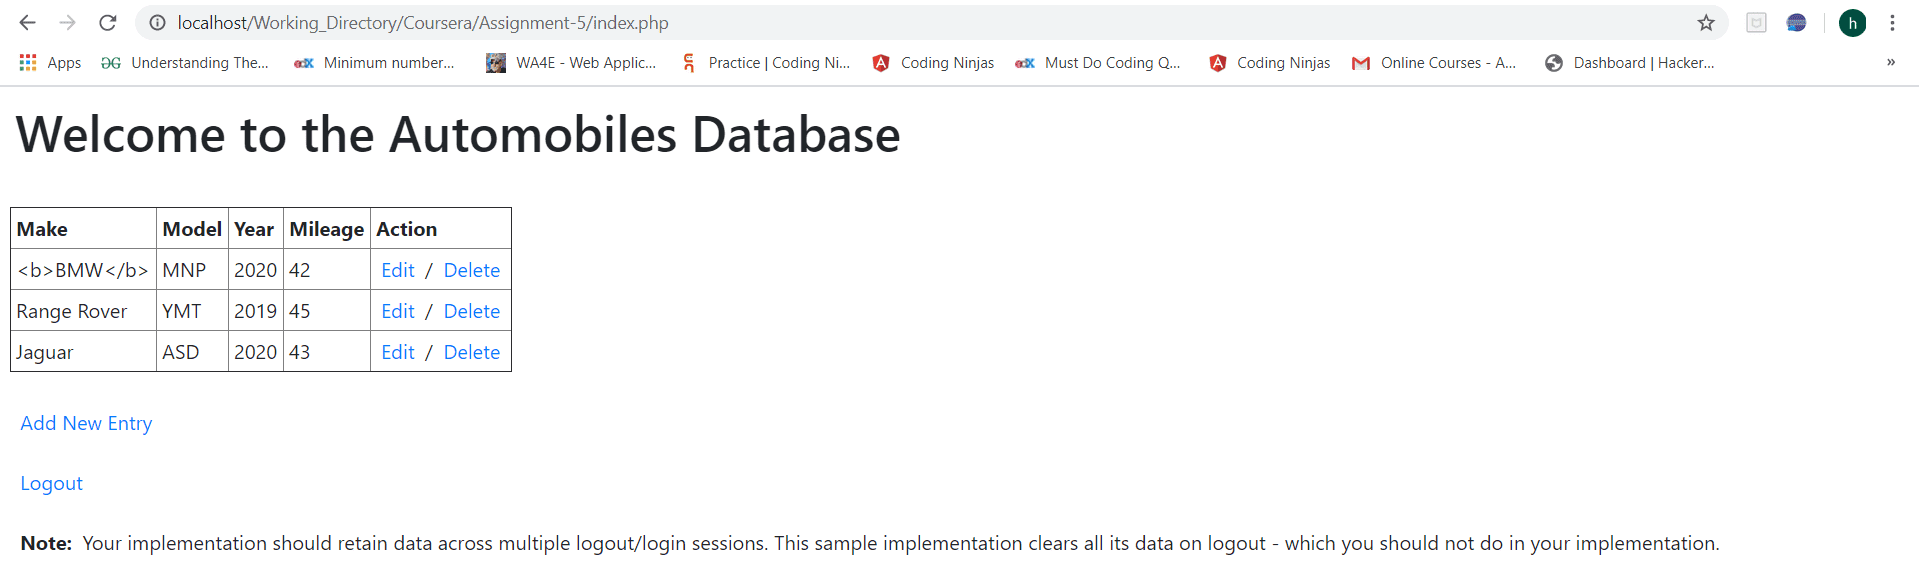 localhost/Working_Directory/Coursera/Assignment-5/index.php
h
Apps Understanding The... Minimum number... WA4E - Web Applic... Practice | Coding Ni... Coding Ninjas Must Do Coding Q... Coding Ninjas Online Courses - A... Dashboard | Hacker... »
Welcome to the Automobiles Database
Make Model Year Mileage Action
<b>BMW</b> MNP 2020 42 Edit / Delete
Range Rover YMT 2019 45 Edit / Delete
Jaguar ASD 2020 43 Edit / Delete
Add New Entry
Logout
Note: Your implementation should retain data across multiple logout/login sessions. This sample implementation clears all its data on logout - which you should not do in your implementation.